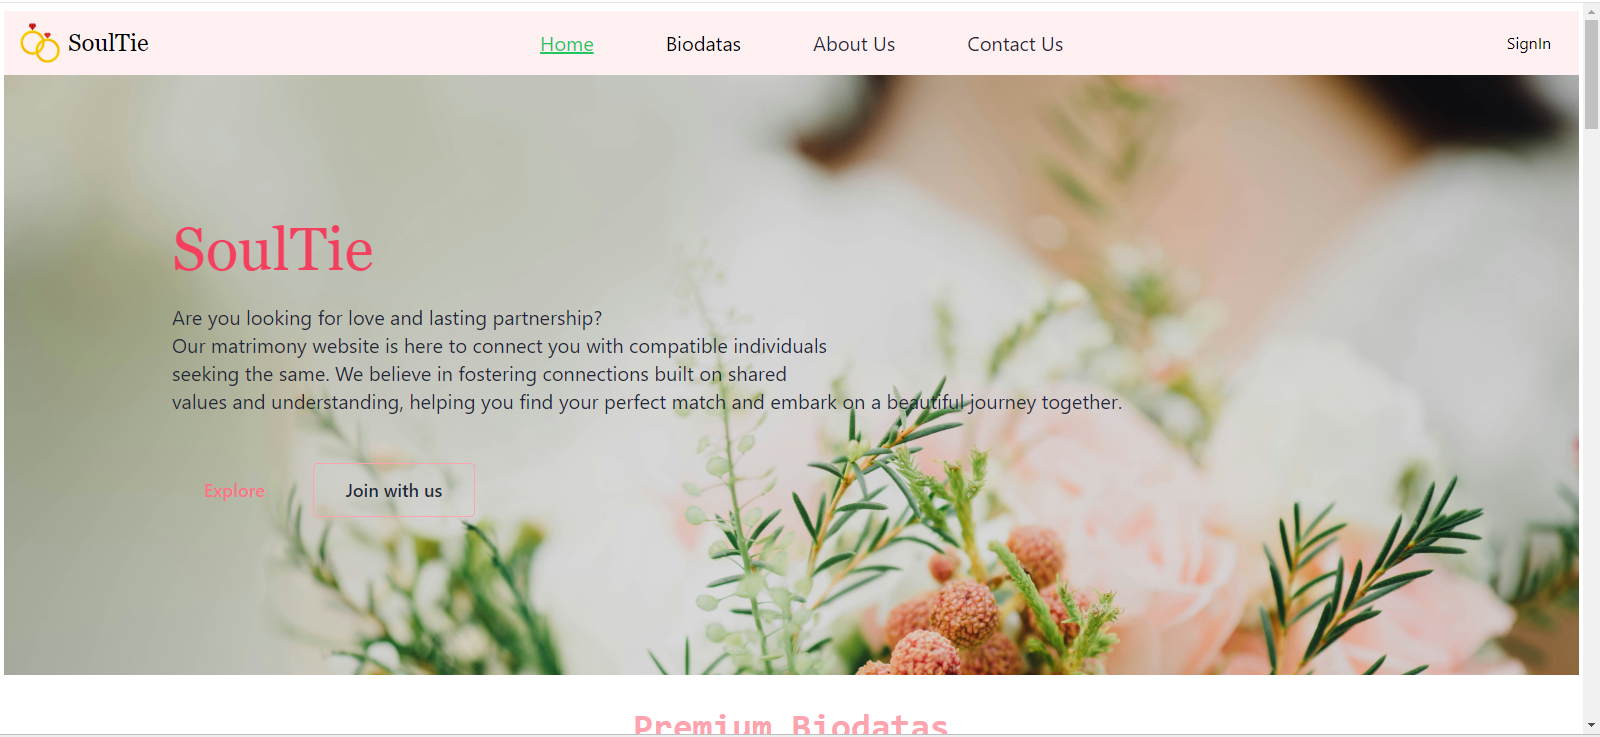 SoulTie
Home Biodatas About Us Contact Us
SignIn
SoulTie
Are you looking for love and lasting partnership?
Our matrimony website is here to connect you with compatible individuals
seeking the same. We believe in fostering connections built on shared
values and understanding, helping you find your perfect match and embark on a beautiful journey together.
Explore Join with us
Premium Biodatas